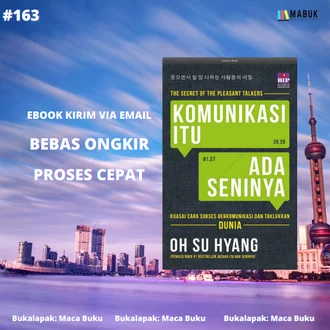 #163
MABUK
EBOOK KIRIM VIA EMAIL
BEBAS ONGKIR
PROSES CEPAT
BIP
THE SECRET OF THE PLEASANT TALKERS
KOMUNIKASI
ITU
20.20
01.27
ADA
SENINYA
KUASAI CARA SUKSES BERKOMUNIKASI DAN TAKLUKKAN
DUNIA
OH SU HYANG
Bukalapak: Maca Buku
Bukalapak: Maca Buku
Bukalapak: Maca Buku